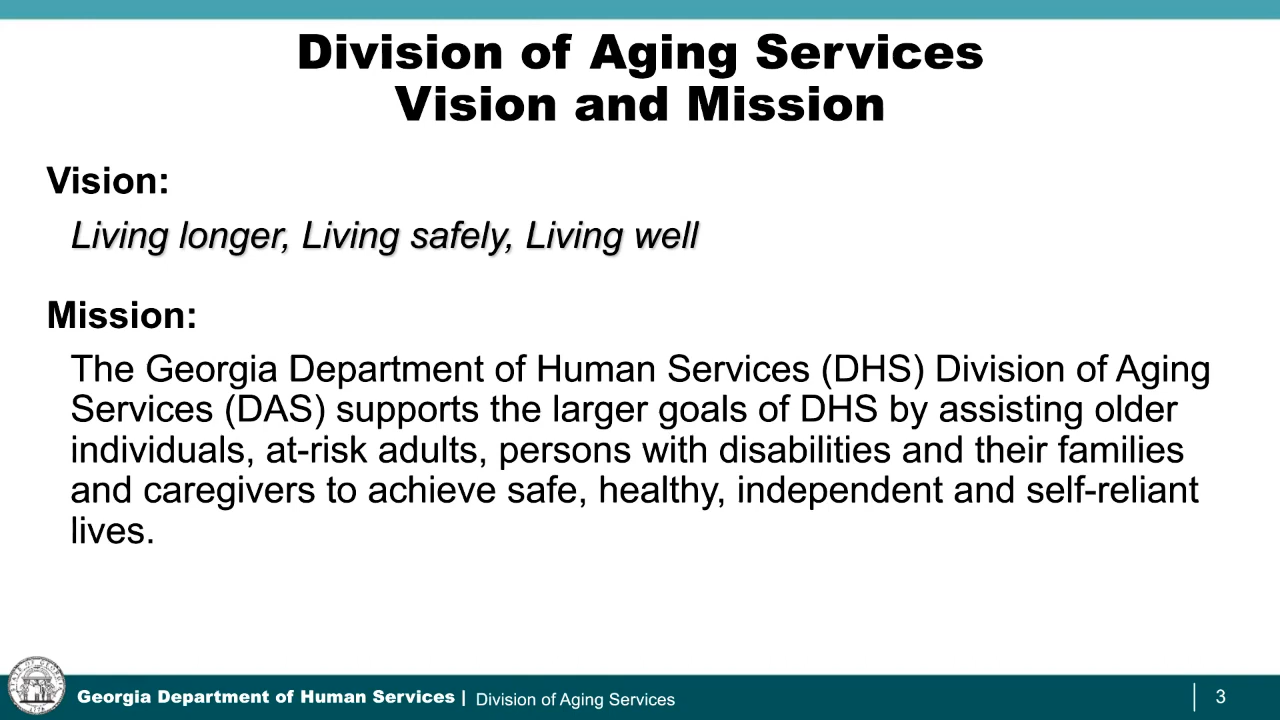 Division of Aging Services
Vision and Mission
Vision:
Living longer, Living safely, Living well
Mission:
The Georgia Department of Human Services (DHS) Division of Aging
Services (DAS) supports the larger goals of DHS by assisting older
individuals, at-risk adults, persons with disabilities and their families
and caregivers to achieve safe, healthy, independent and self-reliant
lives.
Georgia Department of Human Services | Division of Aging Services
3